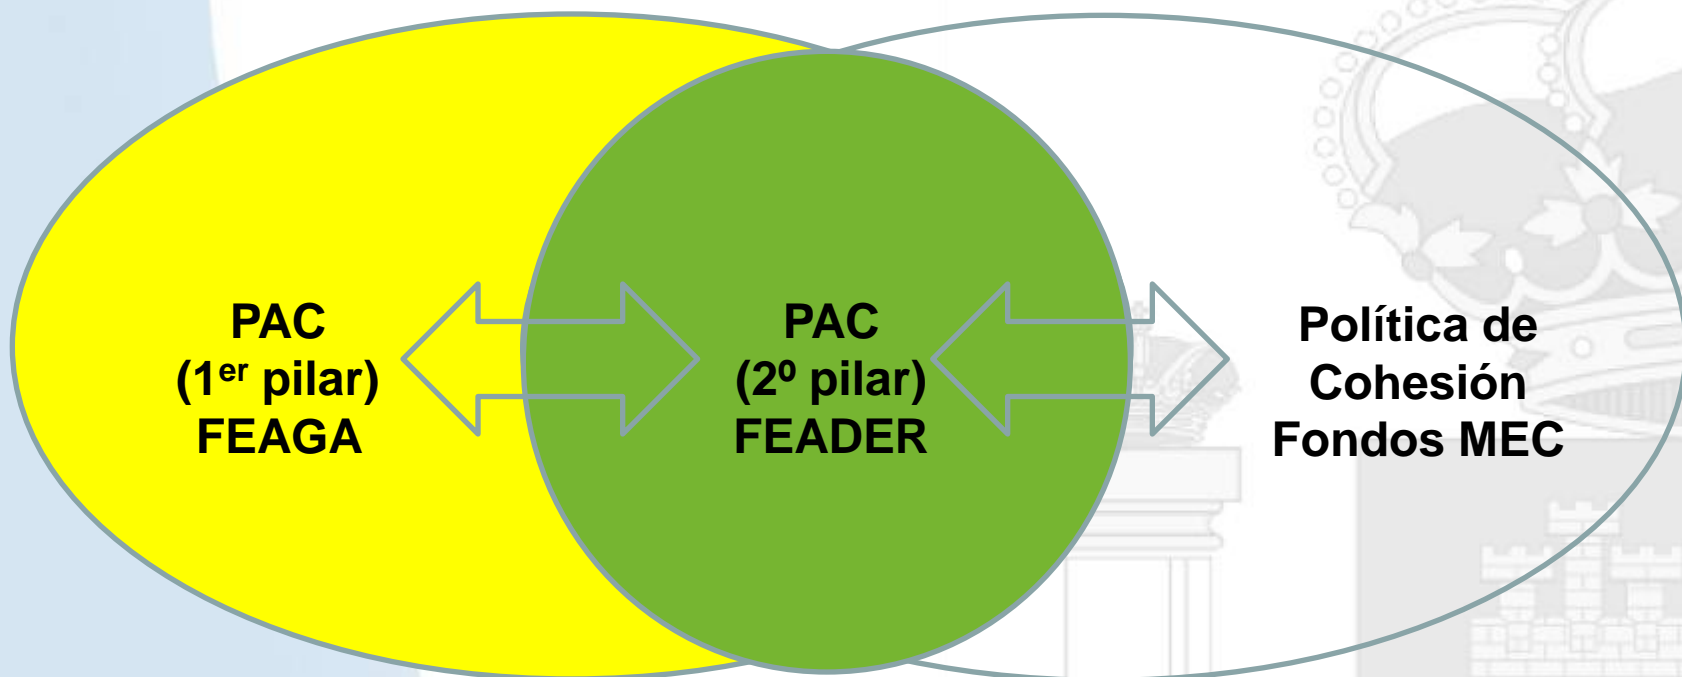 PAC
(1er pilar)
FEAGA
PAC
(2º pilar)
FEADER
Política de
Cohesión
Fondos MEC